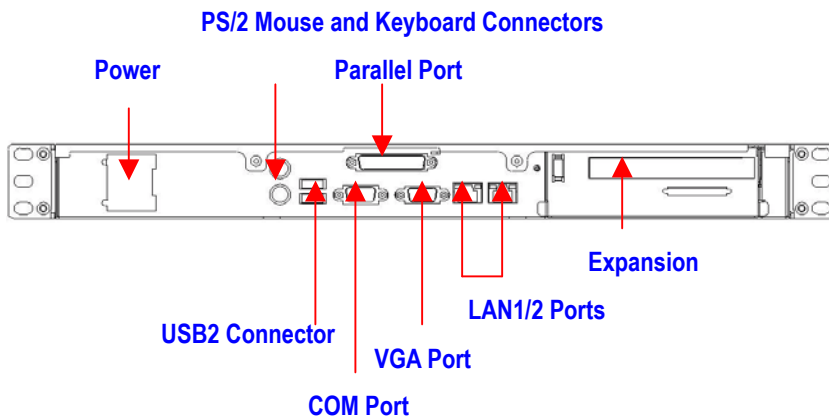 PS/2 Mouse and Keyboard Connectors
Power
Parallel Port
Expansion
LAN1/2 Ports
USB2 Connector
VGA Port
COM Port